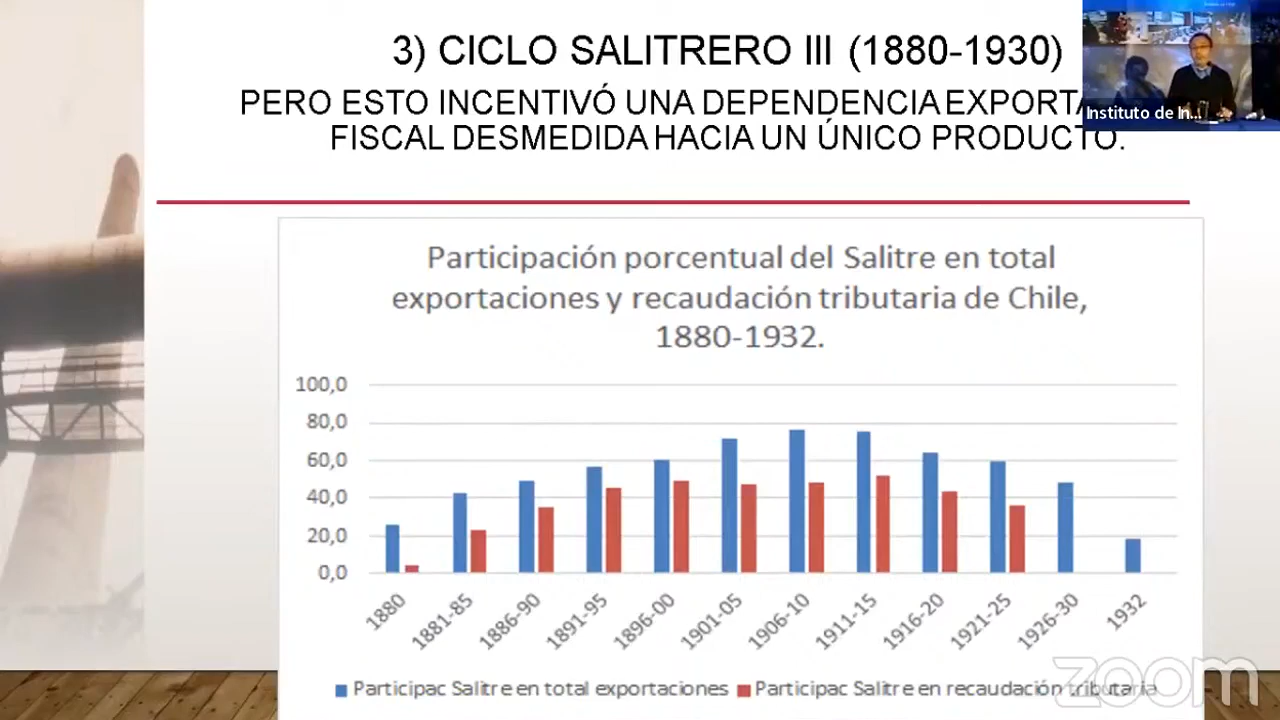 3) CICLO SALITRERO III (1880-1930)
PERO ESTO INCENTIVÓ UNA DEPENDENCIA EXPORTA
FISCAL DESMEDIDA HACIA UN ÚNICO PRODUCTO.
Instituto de In...
Participación porcentual del Salitre en total
exportaciones y recaudación tributaria de Chile,
1880-1932.
100,0
80,0
60,0
40,0
20,0
0,0
1880
1881-85
1886-90
1891-95
1896-00
1901-05
1906-10
1911-15
1916-20
1921-25
1926-30
1932
Participac Salitre en total exportaciones
Participac Salitre en recaudación tributaria
zoom